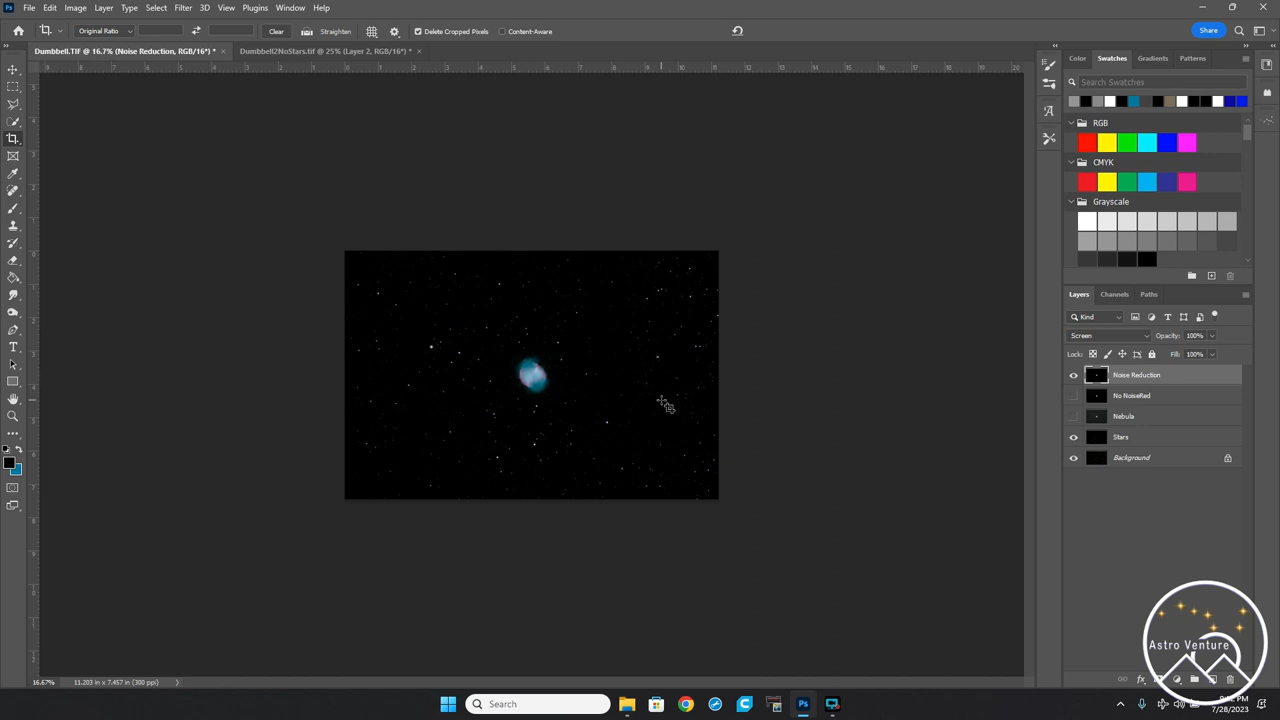 Ps File Edit Image Layer Type Select Filter 3D View Plugins Window Help
Original Ratio Clear Straighten Delete Cropped Pixels Content-Aware Share
Dumbbell.TIF @ 16.7% (Noise Reduction, RGB/16*) * × Dumbbell2NoStars.tif @ 25% (Layer 2, RGB/16*) * ×
Color Swatches Gradients Patterns
Search Swatches
RGB
CMYK
Grayscale
Layers Channels Paths
Kind
Screen Opacity: 100%
Lock: Fill: 100%
Noise Reduction
No NoiseRed
Nebula
Stars
Background
Astro Venture
16.67% 11.203 in x 7.457 in (300 ppi)
Search
7/28/2023